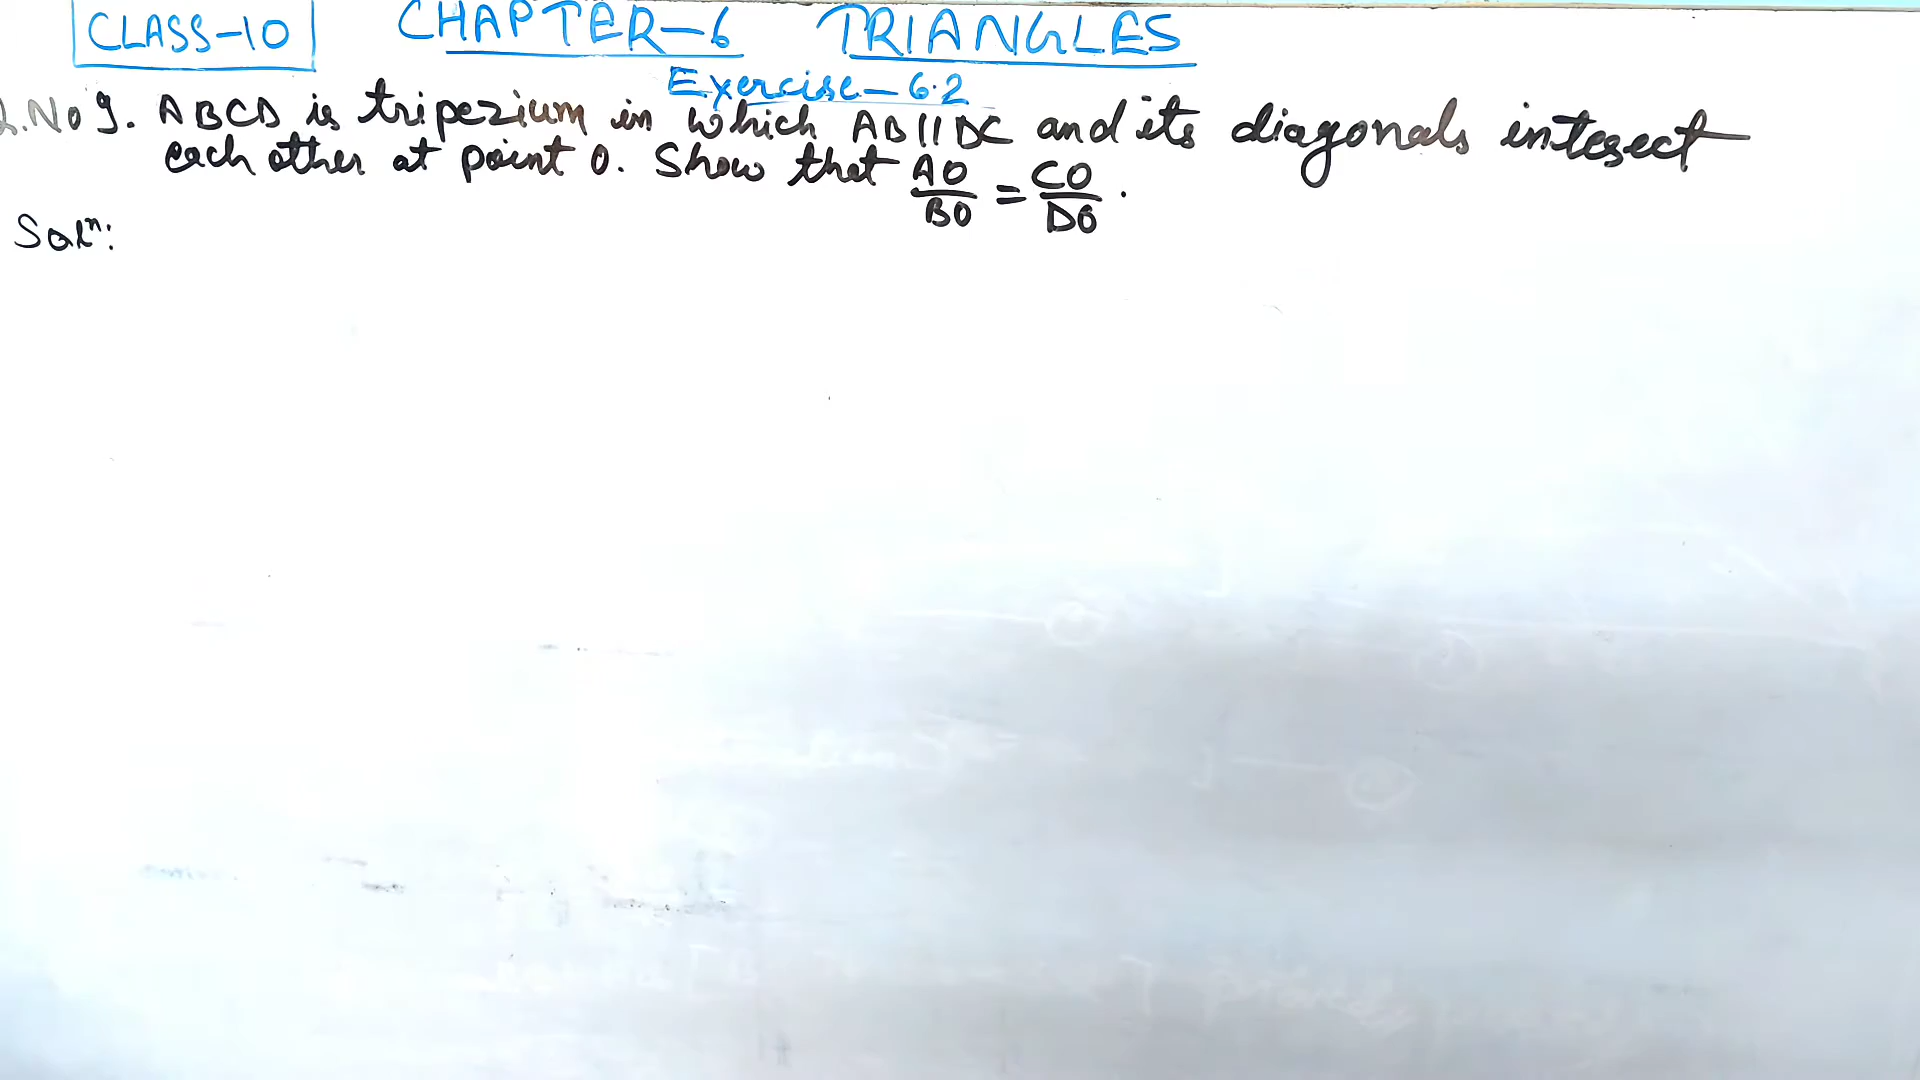 CLASS-10 CHAPTER-6 TRIANGLES
Exercise-6.2
Q.No 9. ABCD is tripezium in which AB||DC and its diagonals intesect
each other at point O. Show that AO/BO = CO/DO.
Solⁿ: